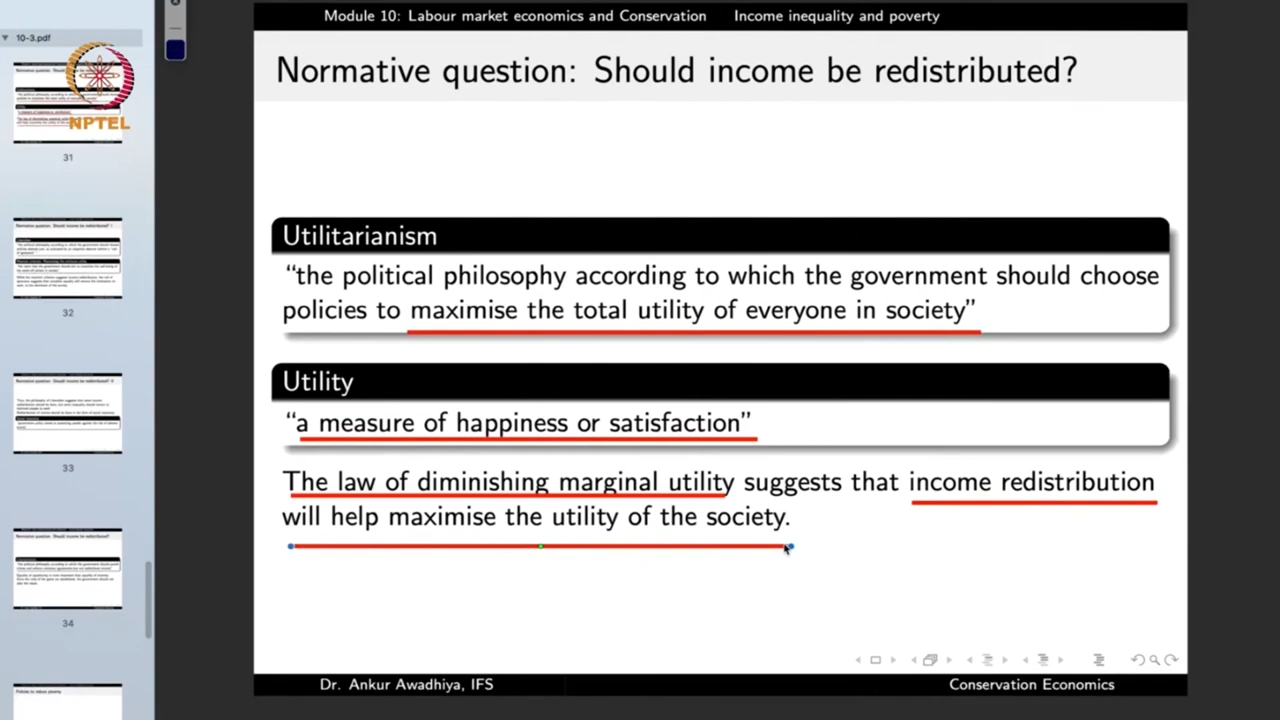 Module 10: Labour market economics and Conservation Income inequality and poverty
10-3.pdf
NPTEL
31
32
33
34
Policies to reduce poverty
Normative question: Should income be redistributed?
Utilitarianism
“the political philosophy according to which the government should choose
policies to maximise the total utility of everyone in society”
Utility
“a measure of happiness or satisfaction”
The law of diminishing marginal utility suggests that income redistribution
will help maximise the utility of the society.
Dr. Ankur Awadhiya, IFS Conservation Economics